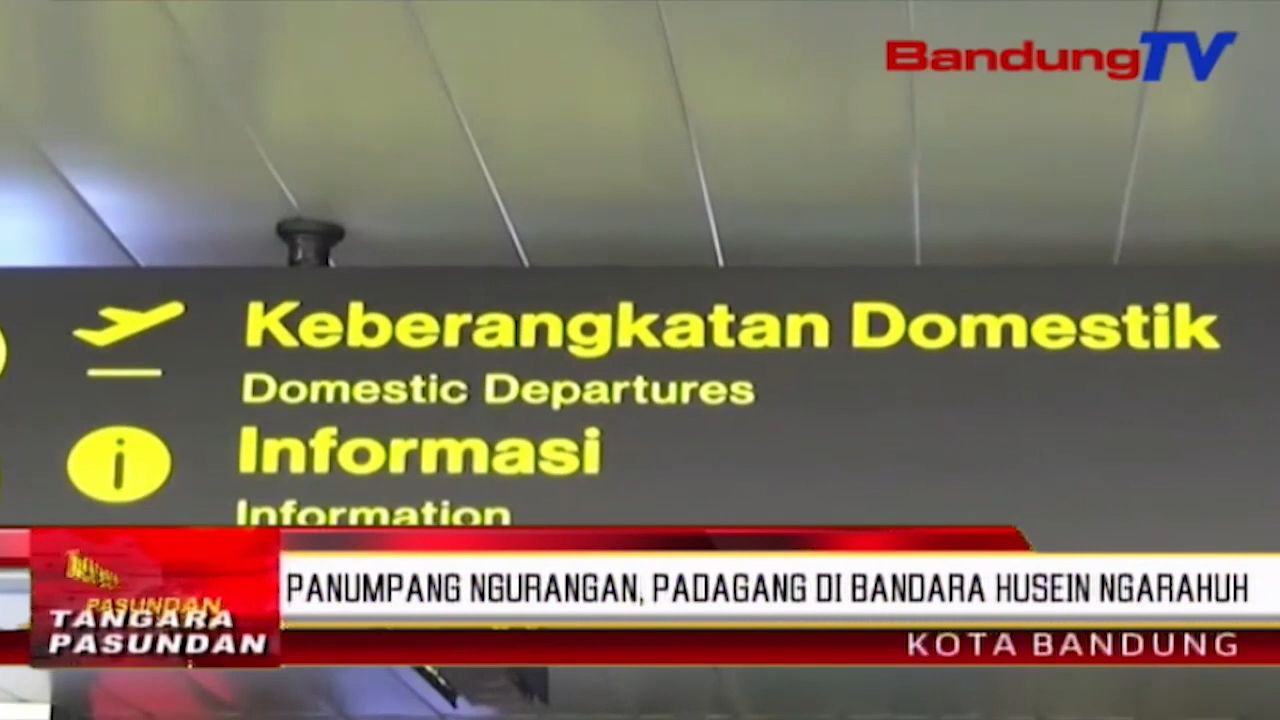 BandungTV
Keberangkatan Domestik
Domestic Departures
i
Informasi
Information
PANUMPANG NGURANGAN, PADAGANG DI BANDARA HUSEIN NGARAHUH
PASUNDAN
TANGARA
PASUNDAN
KOTA BANDUNG